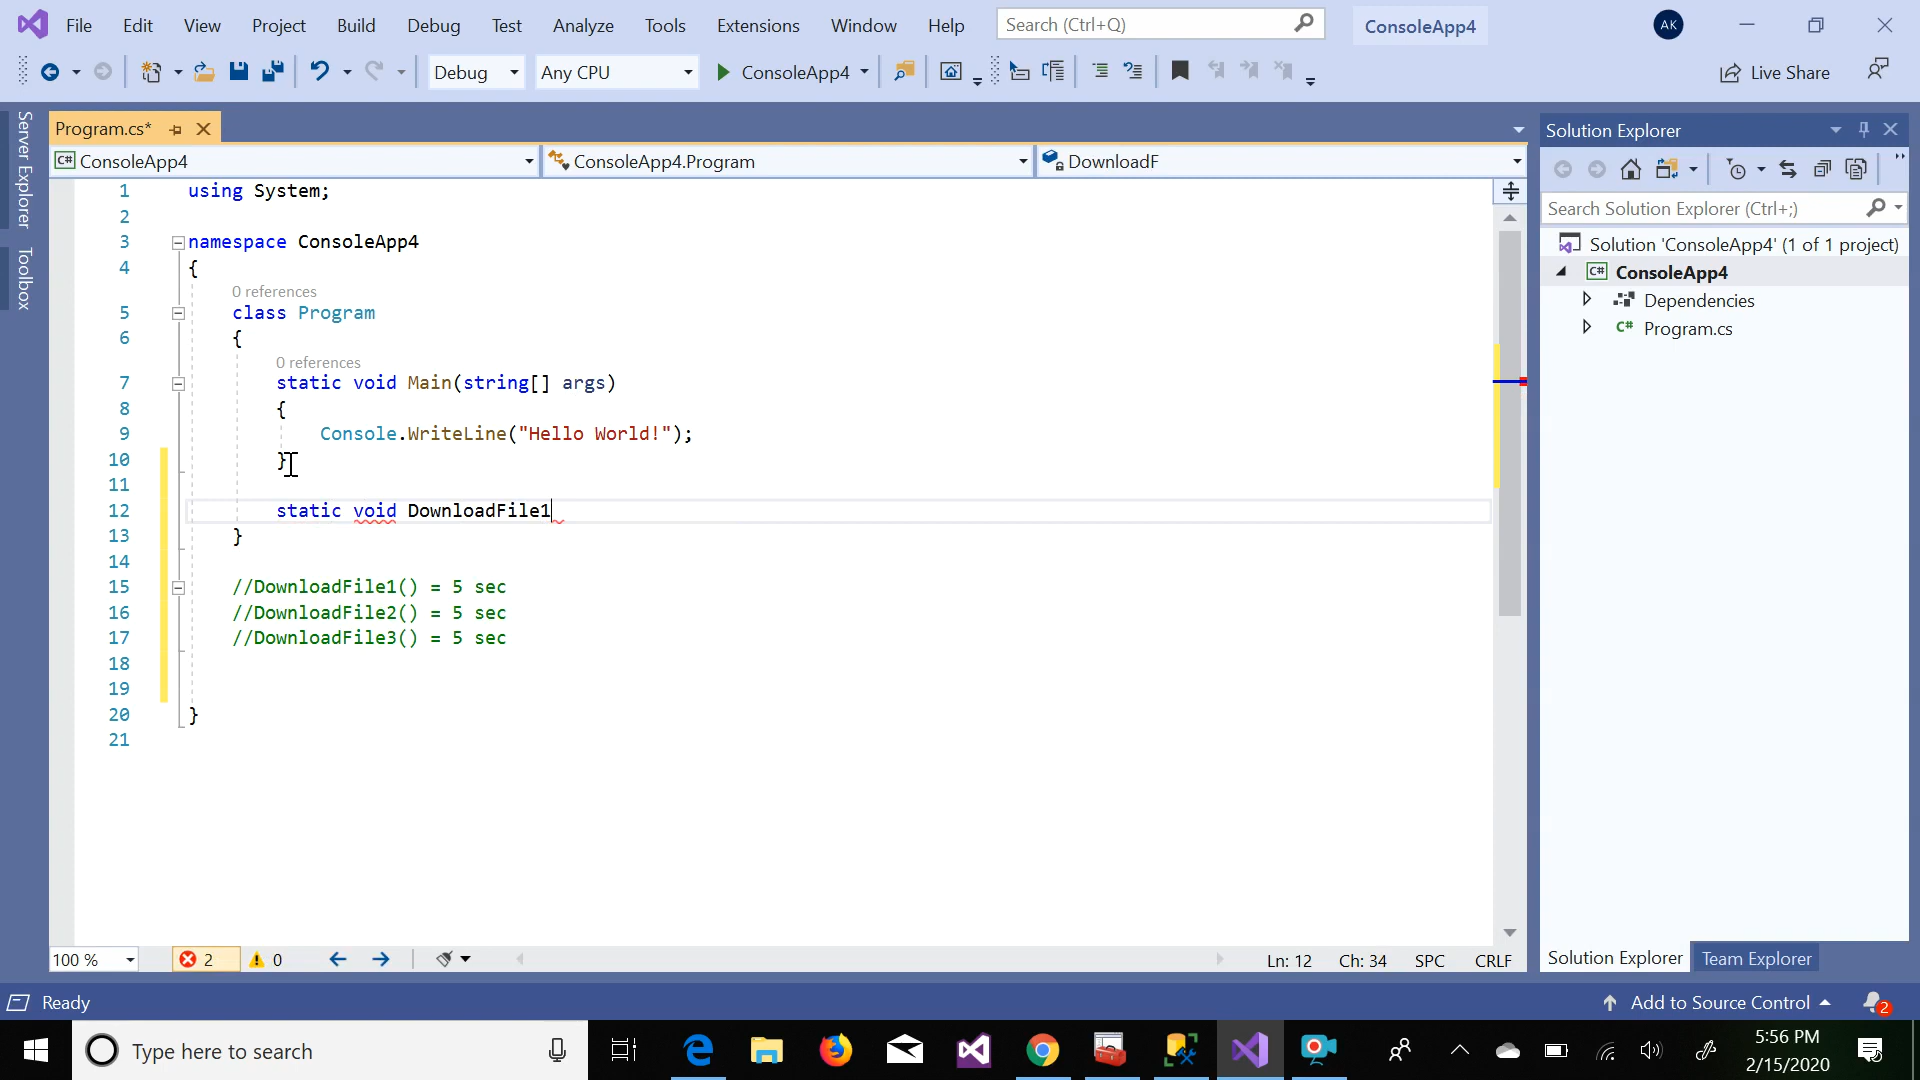 File Edit View Project Build Debug Test Analyze Tools Extensions Window Help Search (Ctrl+Q) ConsoleApp4 AK
Debug Any CPU ConsoleApp4 Live Share
Server Explorer
Toolbox
Program.cs*
ConsoleApp4 ConsoleApp4.Program DownloadF
1 using System;
2
3 namespace ConsoleApp4
4 {
0 references
5 class Program
6 {
0 references
7 static void Main(string[] args)
8 {
9 Console.WriteLine("Hello World!");
10 }
11
12 static void DownloadFile1
13 }
14
15 //DownloadFile1() = 5 sec
16 //DownloadFile2() = 5 sec
17 //DownloadFile3() = 5 sec
18
19
20 }
21
100 % 2 0 Ln: 12 Ch: 34 SPC CRLF
Solution Explorer
Search Solution Explorer (Ctrl+;)
Solution 'ConsoleApp4' (1 of 1 project)
C# ConsoleApp4
Dependencies
C# Program.cs
Solution Explorer Team Explorer
Ready Add to Source Control 2
Type here to search
5:56 PM
2/15/2020